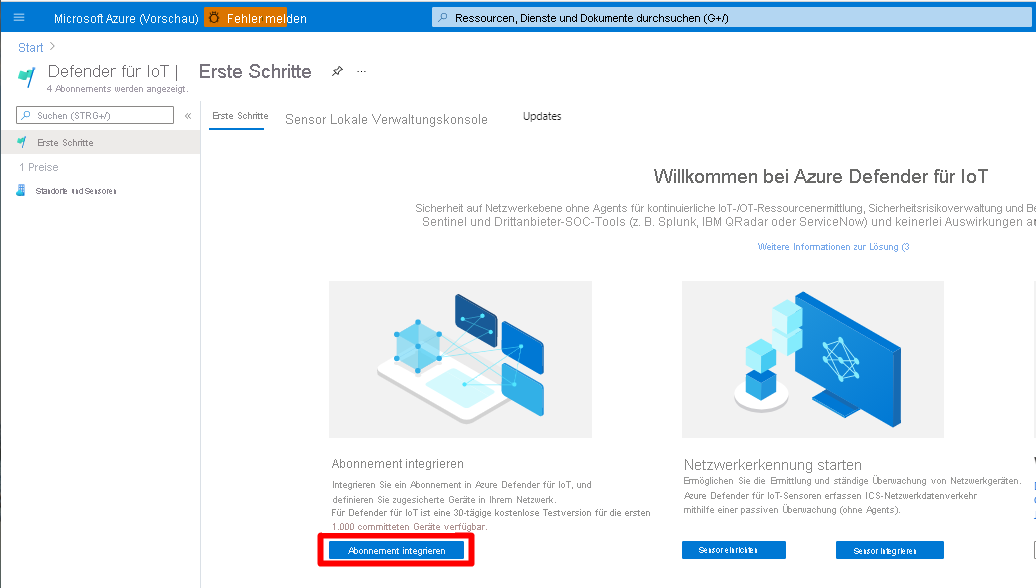 Microsoft Azure (Vorschau) Fehler melden
Ressourcen, Dienste und Dokumente durchsuchen (G+/)
Start
Defender für IoT | Erste Schritte
4 Abonnements werden angezeigt.
Suchen (STRG+/)
Erste Schritte
1 Preise
Standorte und Sensoren
Erste Schritte Sensor Lokale Verwaltungskonsole Updates
Willkommen bei Azure Defender für IoT
Sicherheit auf Netzwerkebene ohne Agents für kontinuierliche IoT-/OT-Ressourcenermittlung, Sicherheitsrisikoverwaltung und Be
Sentinel und Drittanbieter-SOC-Tools (z. B. Splunk, IBM QRadar oder ServiceNow) und keinerlei Auswirkungen a
Weitere Informationen zur Lösung (3
Abonnement integrieren
Integrieren Sie ein Abonnement in Azure Defender für IoT, und
definieren Sie zugesicherte Geräte in Ihrem Netzwerk.
Für Defender für IoT ist eine 30-tägige kostenlose Testversion für die ersten
1.000 committeten Geräte verfügbar.
Abonnement integrieren
Netzwerkerkennung starten
Ermöglichen Sie die Ermittlung und ständige Überwachung von Netzwerkgeräten.
Azure Defender für IoT-Sensoren erfassen ICS-Netzwerkdatenverkehr
mithilfe einer passiven Überwachung (ohne Agents).
Sensor einrichten
Sensor integrieren